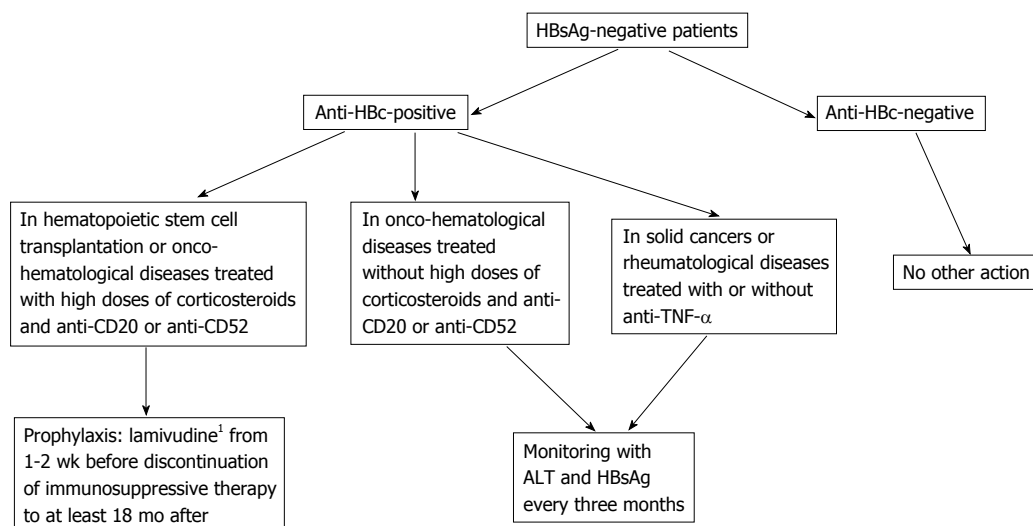 HBsAg-negative patients
Anti-HBc-positive
Anti-HBc-negative
In hematopoietic stem cell
transplantation or onco-
hematological diseases treated
with high doses of corticosteroids
and anti-CD20 or anti-CD52
In onco-hematological
diseases treated
without high doses of
corticosteroids and anti-
CD20 or anti-CD52
In solid cancers or
rheumatological diseases
treated with or without
anti-TNF-α
No other action
Prophylaxis: lamivudine¹ from
1-2 wk before discontinuation
of immunosuppressive therapy
to at least 18 mo after
Monitoring with
ALT and HBsAg
every three months